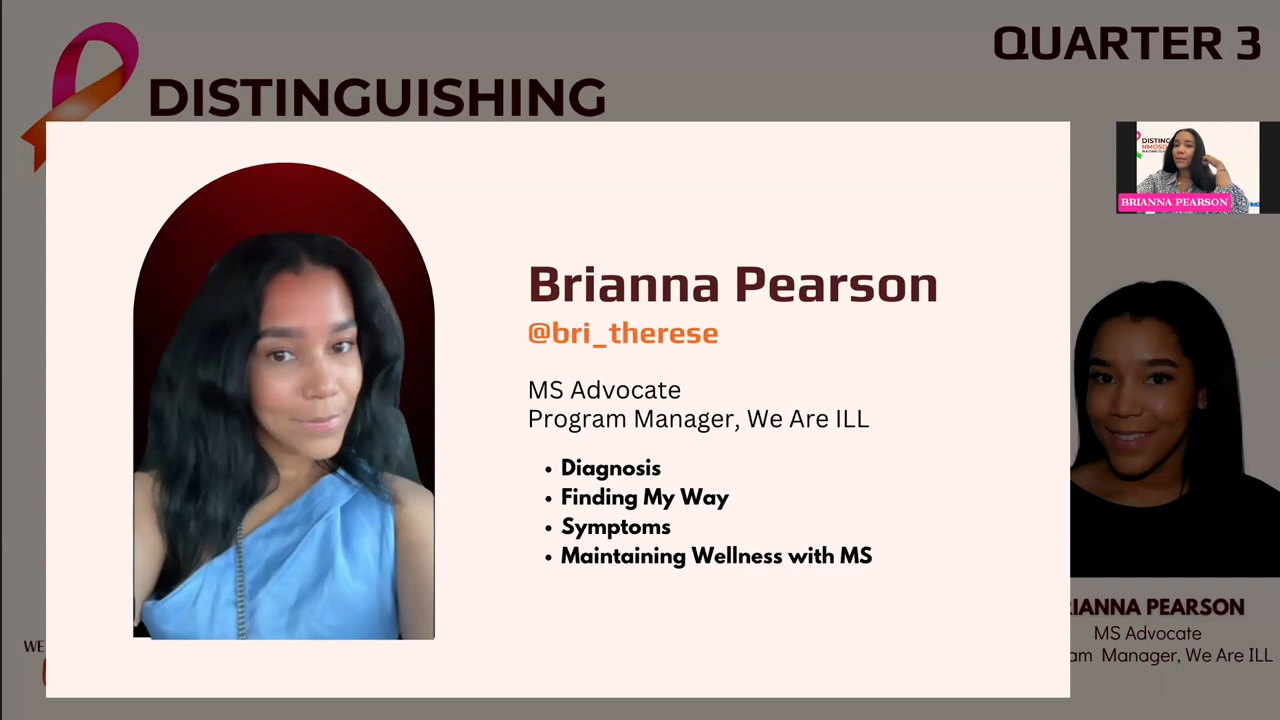 QUARTER 3
DISTINGUISHING
BRIANNA PEARSON
Brianna Pearson
@bri_therese
MS Advocate
Program Manager, We Are ILL
• Diagnosis
• Finding My Way
• Symptoms
• Maintaining Wellness with MS
RIANNA PEARSON
MS Advocate
am Manager, We Are ILL
WE